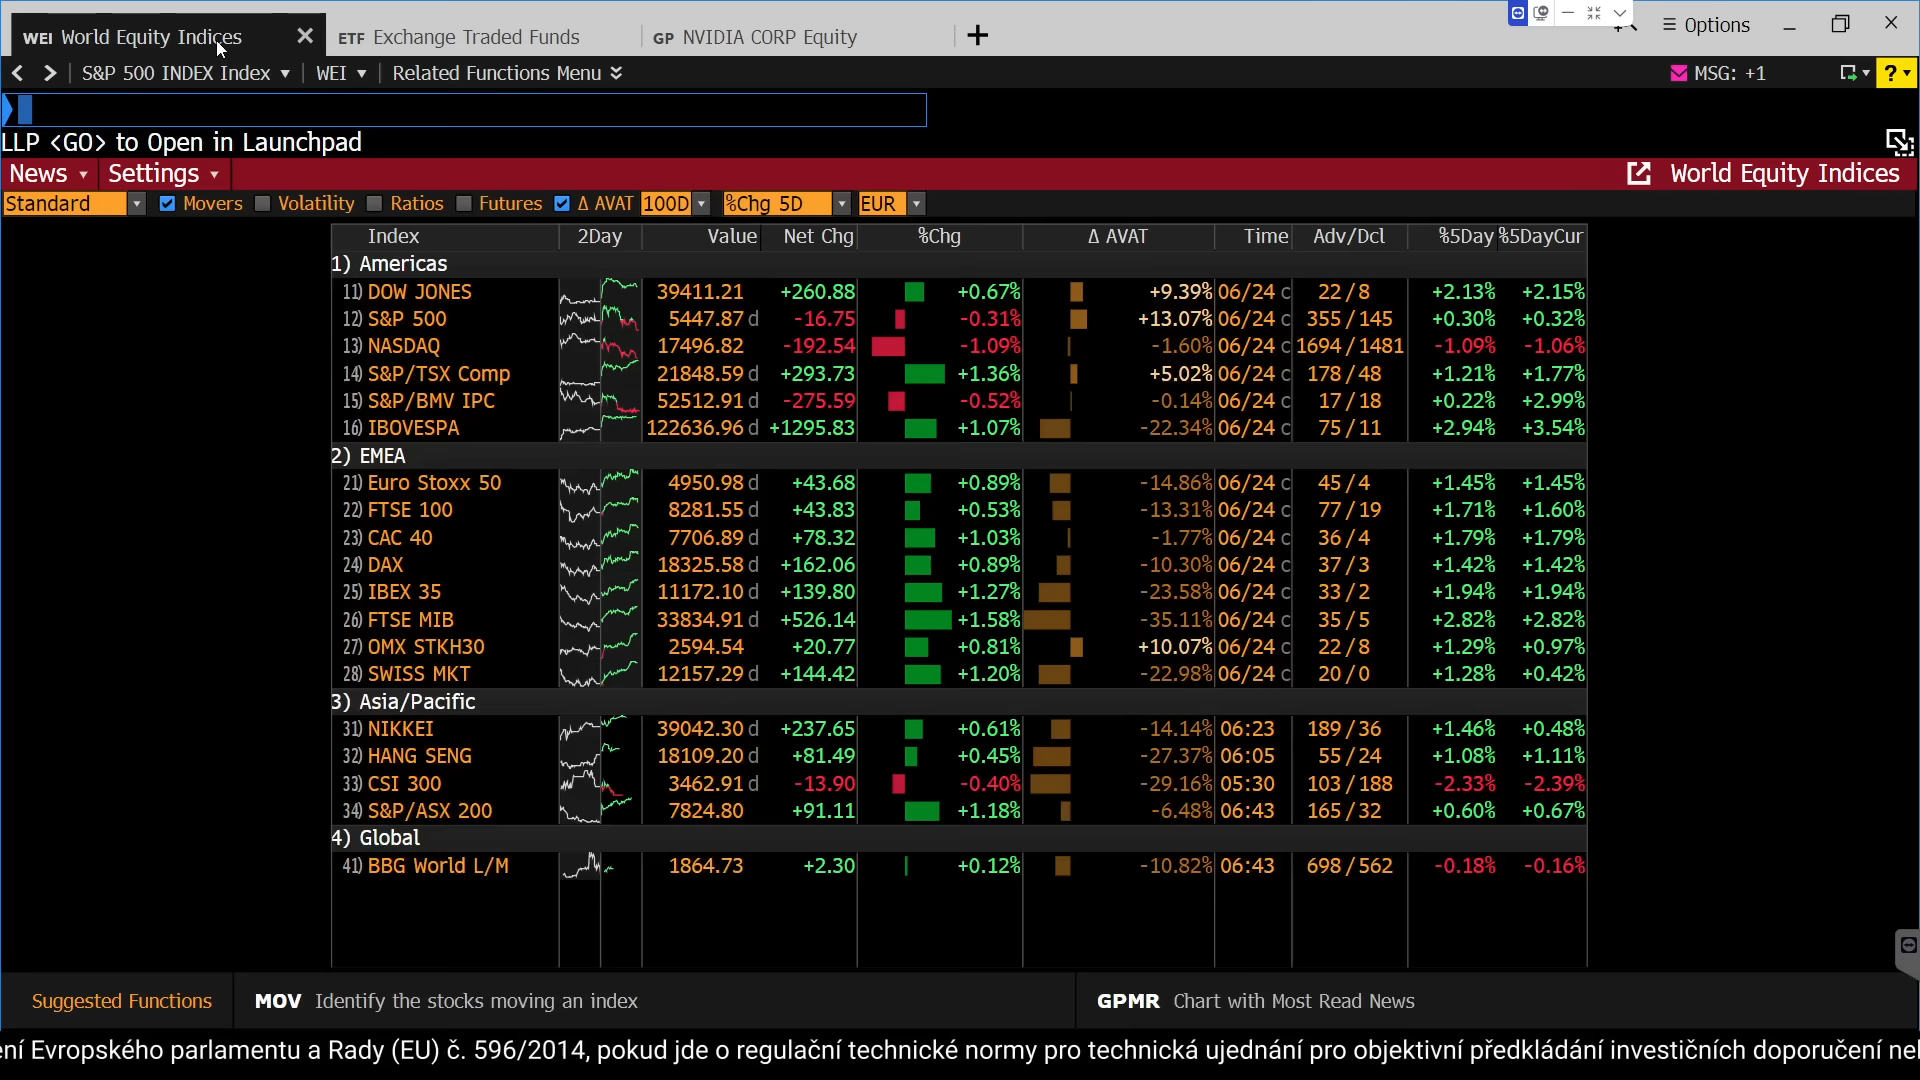 WEI World Equity Indices ETF Exchange Traded Funds GP NVIDIA CORP Equity Options
S&P 500 INDEX Index WEI Related Functions Menu MSG: +1 ?
LLP <GO> to Open in Launchpad
News Settings World Equity Indices
Standard Movers Volatility Ratios Futures Δ AVAT 100D %Chg 5D EUR
Index 2Day Value Net Chg %Chg Δ AVAT Time Adv/Dcl %5Day %5DayCur
1) Americas
11) DOW JONES 39411.21 +260.88 +0.67% +9.39% 06/24 c 22 / 8 +2.13% +2.15%
12) S&P 500 5447.87 d -16.75 -0.31% +13.07% 06/24 c 355 / 145 +0.30% +0.32%
13) NASDAQ 17496.82 -192.54 -1.09% -1.60% 06/24 c 1694 / 1481 -1.09% -1.06%
14) S&P/TSX Comp 21848.59 d +293.73 +1.36% +5.02% 06/24 c 178 / 48 +1.21% +1.77%
15) S&P/BMV IPC 52512.91 d -275.59 -0.52% -0.14% 06/24 c 17 / 18 +0.22% +2.99%
16) IBOVESPA 122636.96 d +1295.83 +1.07% -22.34% 06/24 c 75 / 11 +2.94% +3.54%
2) EMEA
21) Euro Stoxx 50 4950.98 d +43.68 +0.89% -14.86% 06/24 c 45 / 4 +1.45% +1.45%
22) FTSE 100 8281.55 d +43.83 +0.53% -13.31% 06/24 c 77 / 19 +1.71% +1.60%
23) CAC 40 7706.89 d +78.32 +1.03% -1.77% 06/24 c 36 / 4 +1.79% +1.79%
24) DAX 18325.58 d +162.06 +0.89% -10.30% 06/24 c 37 / 3 +1.42% +1.42%
25) IBEX 35 11172.10 d +139.80 +1.27% -23.58% 06/24 c 33 / 2 +1.94% +1.94%
26) FTSE MIB 33834.91 d +526.14 +1.58% -35.11% 06/24 c 35 / 5 +2.82% +2.82%
27) OMX STKH30 2594.54 +20.77 +0.81% +10.07% 06/24 c 22 / 8 +1.29% +0.97%
28) SWISS MKT 12157.29 d +144.42 +1.20% -22.98% 06/24 c 20 / 0 +1.28% +0.42%
3) Asia/Pacific
31) NIKKEI 39042.30 d +237.65 +0.61% -14.14% 06:23 189 / 36 +1.46% +0.48%
32) HANG SENG 18109.20 d +81.49 +0.45% -27.37% 06:05 55 / 24 +1.08% +1.11%
33) CSI 300 3462.91 d -13.90 -0.40% -29.16% 05:30 103 / 188 -2.33% -2.39%
34) S&P/ASX 200 7824.80 +91.11 +1.18% -6.48% 06:43 165 / 32 +0.60% +0.67%
4) Global
41) BBG World L/M 1864.73 +2.30 +0.12% -10.82% 06:43 698 / 562 -0.18% -0.16%
Suggested Functions MOV Identify the stocks moving an index GPMR Chart with Most Read News
ení Evropského parlamentu a Rady (EU) č. 596/2014, pokud jde o regulační technické normy pro technická ujednání pro objektivní předkládání investičních doporučení ne